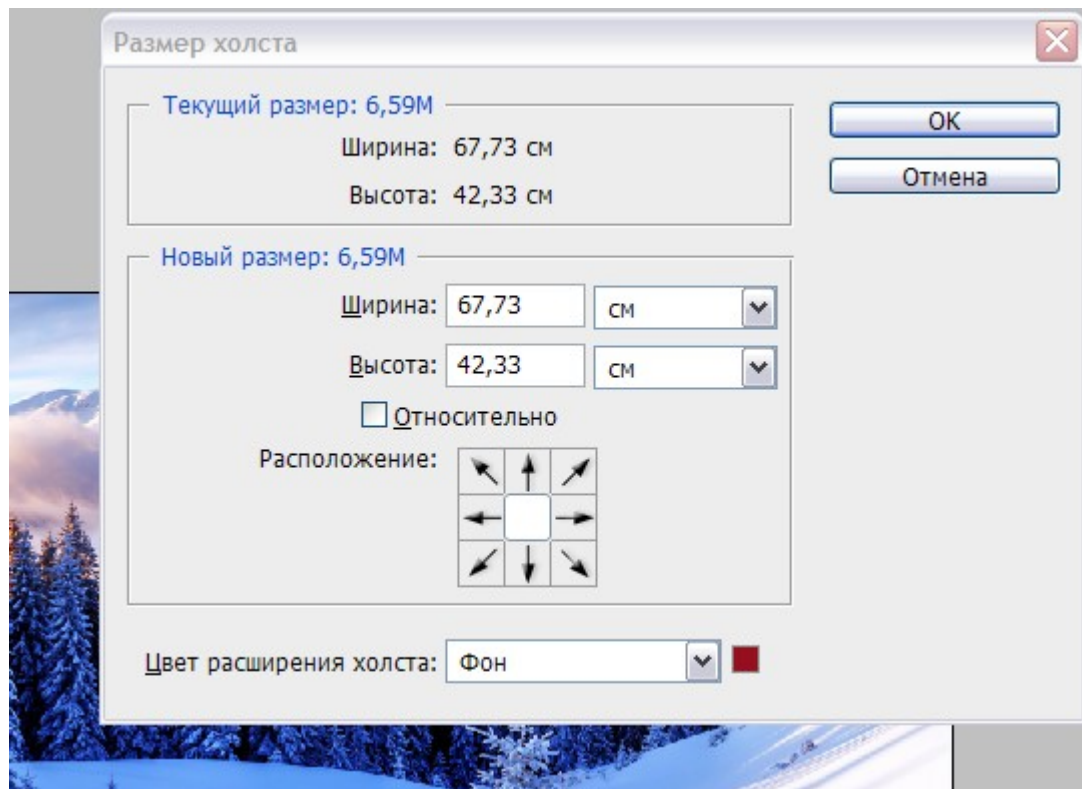 Размер холста
Текущий размер: 6,59M
Ширина: 67,73 см
Высота: 42,33 см
OK
Отмена
Новый размер: 6,59M
Ширина: 67,73 см
Высота: 42,33 см
Относительно
Расположение:
Цвет расширения холста: Фон